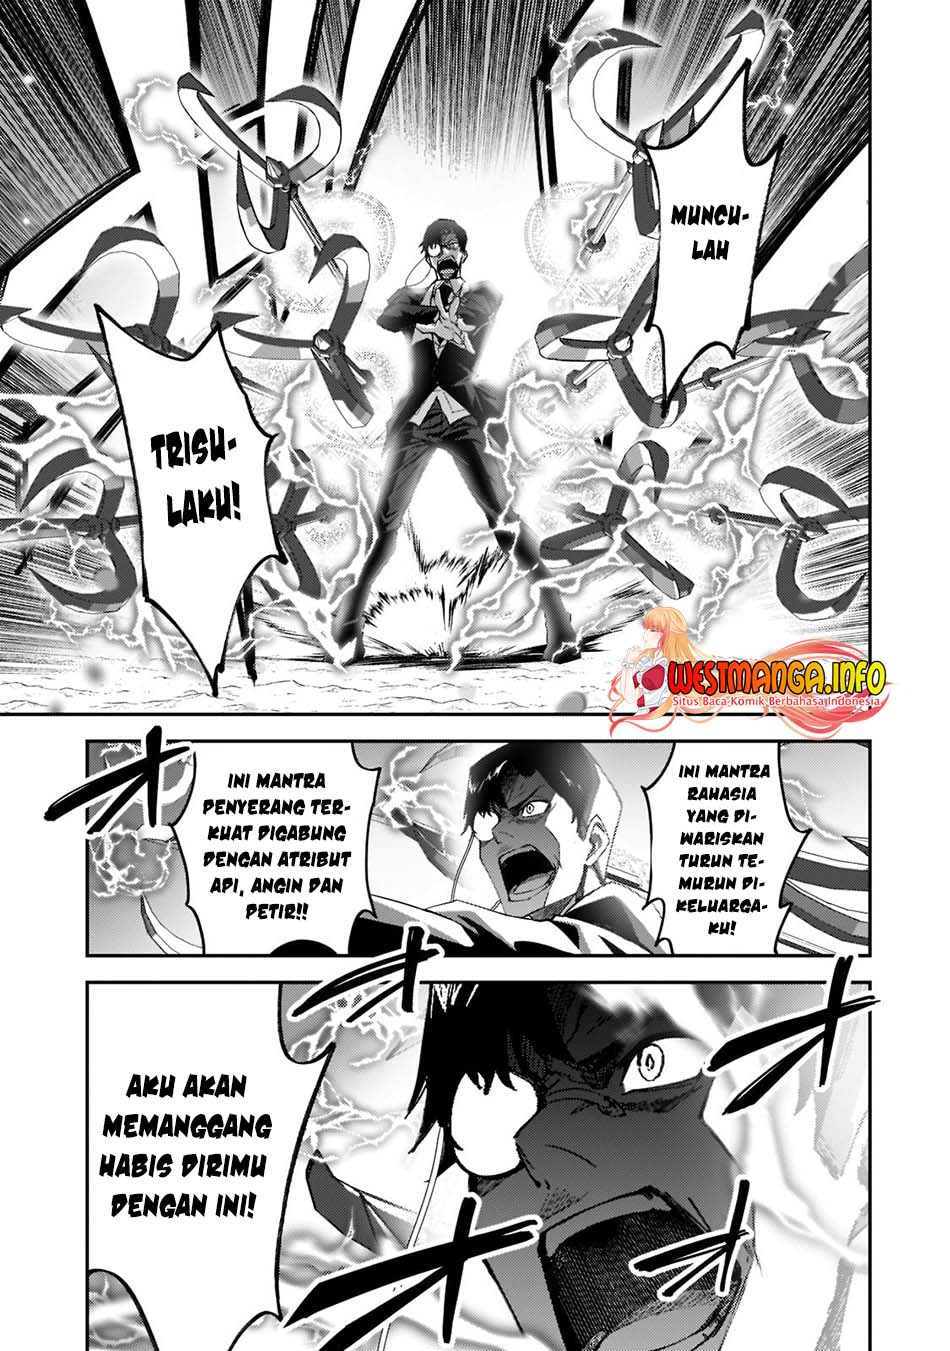 MUNCU-
LAH
TRISU-
LAKU!
WESTMANGA.INFO
SITUS BACA KOMIK BERBAHASA INDONESIA
INI MANTRA
RAHASIA
YANG DI-
WARISKAN
TURUN TE-
MURUN DI-
KELUARGA-
KU!
INI MANTRA
PENYERANG TER-
KUAT DIGABUNG
DENGAN ATRIBUT
API, ANGIN DAN
PETIR!!
AKU AKAN
MEMANGGANG
HABIS DIRIMU
DENGAN INI!